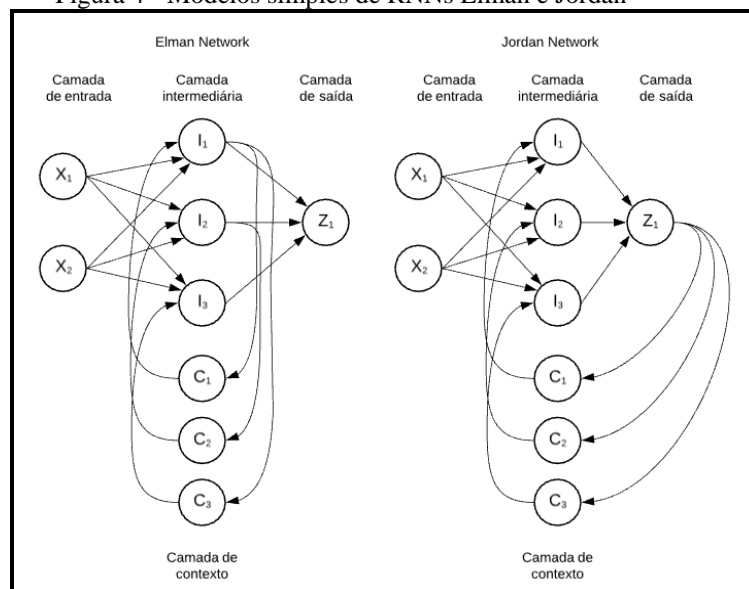 Figura 4 - Modelos simples de RNNs Elman e Jordan
Elman Network
Camada
de entrada
Camada
intermediária
Camada
de saída
X₁
X₂
I₁
I₂
I₃
Z₁
C₁
C₂
C₃
Camada de
contexto
Jordan Network
Camada
de entrada
Camada
intermediária
Camada
de saída
X₁
X₂
I₁
I₂
I₃
Z₁
C₁
C₂
C₃
Camada de
contexto